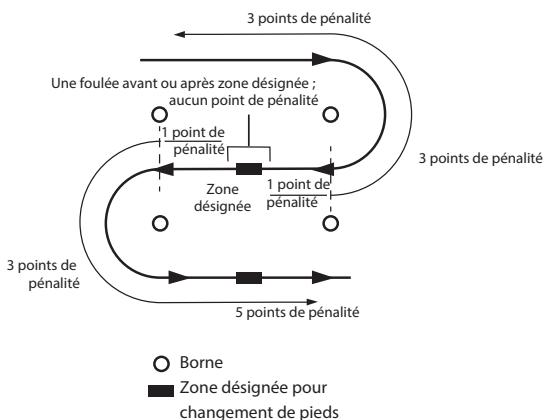 3 points de pénalité
Une foulée avant ou après zone désignée ;
aucun point de pénalité
1 point de
pénalité
3 points de pénalité
Zone
désignée
1 point de
pénalité
3 points de
pénalité
5 points de pénalité
Borne
Zone désignée pour
changement de pieds